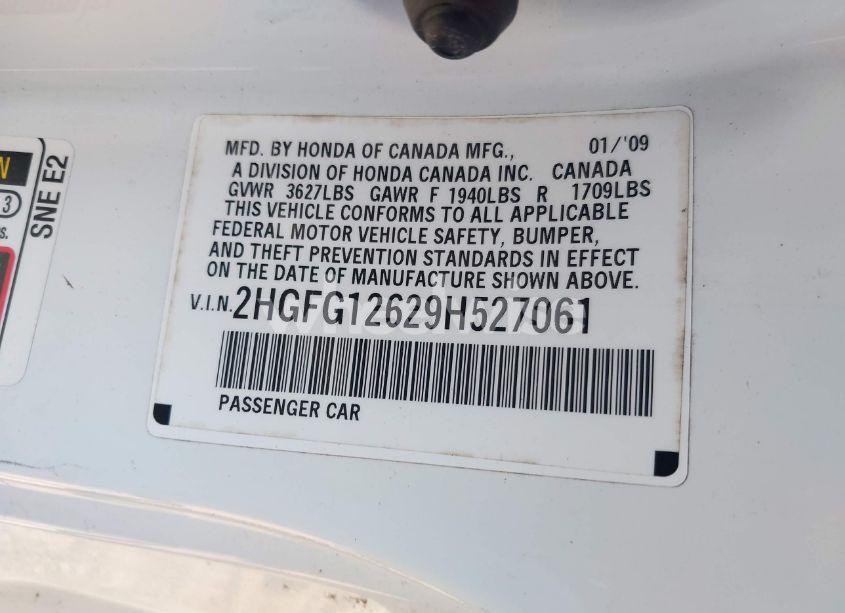 MFD. BY HONDA OF CANADA MFG., 01/'09
A DIVISION OF HONDA CANADA INC. CANADA
GVWR 3627LBS GAWR F 1940LBS R 1709LBS
THIS VEHICLE CONFORMS TO ALL APPLICABLE
FEDERAL MOTOR VEHICLE SAFETY, BUMPER,
AND THEFT PREVENTION STANDARDS IN EFFECT
ON THE DATE OF MANUFACTURE SHOWN ABOVE.
V.I.N. 2HGFG12629H527061
PASSENGER CAR
SNE E2
N
3
s.